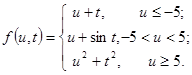 f(u,t) = { u + t, u ≤ -5;
u + sin t, -5 < u < 5;
u² + t², u ≥ 5.